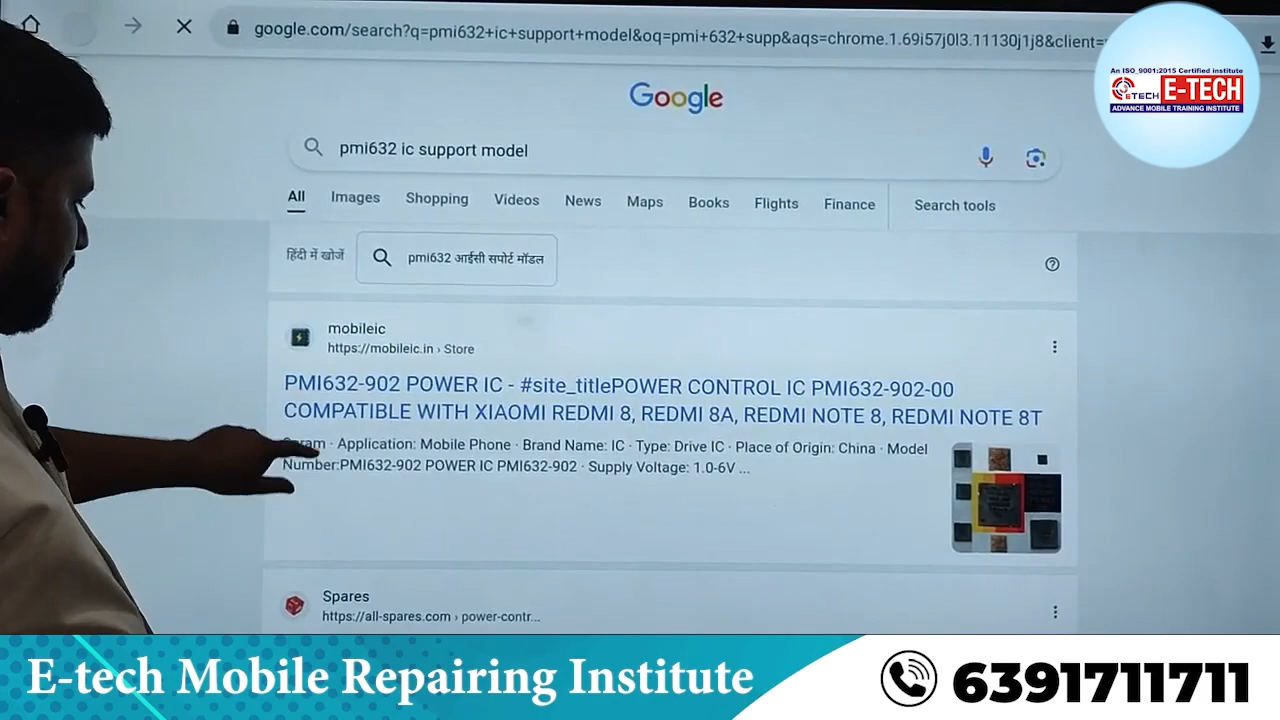 google.com/search?q=pmi632+ic+support+model&oq=pmi+632+supp&aqs=chrome.1.69i57j0l3.11130j1j8&client=
An ISO_9001:2015 Certified institute
ETECH E-TECH
ADVANCE MOBILE TRAINING INSTITUTE
Google
pmi632 ic support model
All Images Shopping Videos News Maps Books Flights Finance Search tools
हिंदी में खोजें pmi632 आईसी सपोर्ट मॉडल
mobileic
https://mobileic.in › Store
PMI632-902 POWER IC - #site_titlePOWER CONTROL IC PMI632-902-00
COMPATIBLE WITH XIAOMI REDMI 8, REDMI 8A, REDMI NOTE 8, REDMI NOTE 8T
· Application: Mobile Phone · Brand Name: IC · Type: Drive IC · Place of Origin: China · Model
Number:PMI632-902 POWER IC PMI632-902 · Supply Voltage: 1.0-6V ...
Spares
https://all-spares.com › power-contr...
E-tech Mobile Repairing Institute
6391711711